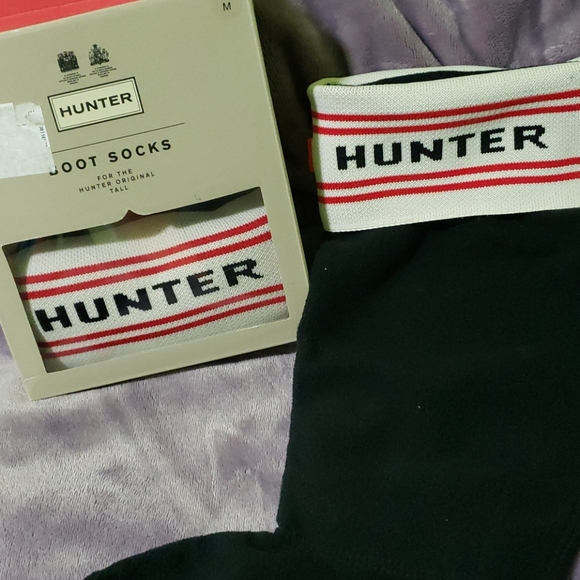 M
HUNTER
BOOT SOCKS
FOR THE
HUNTER ORIGINAL
TALL
HUNTER
HUNTER